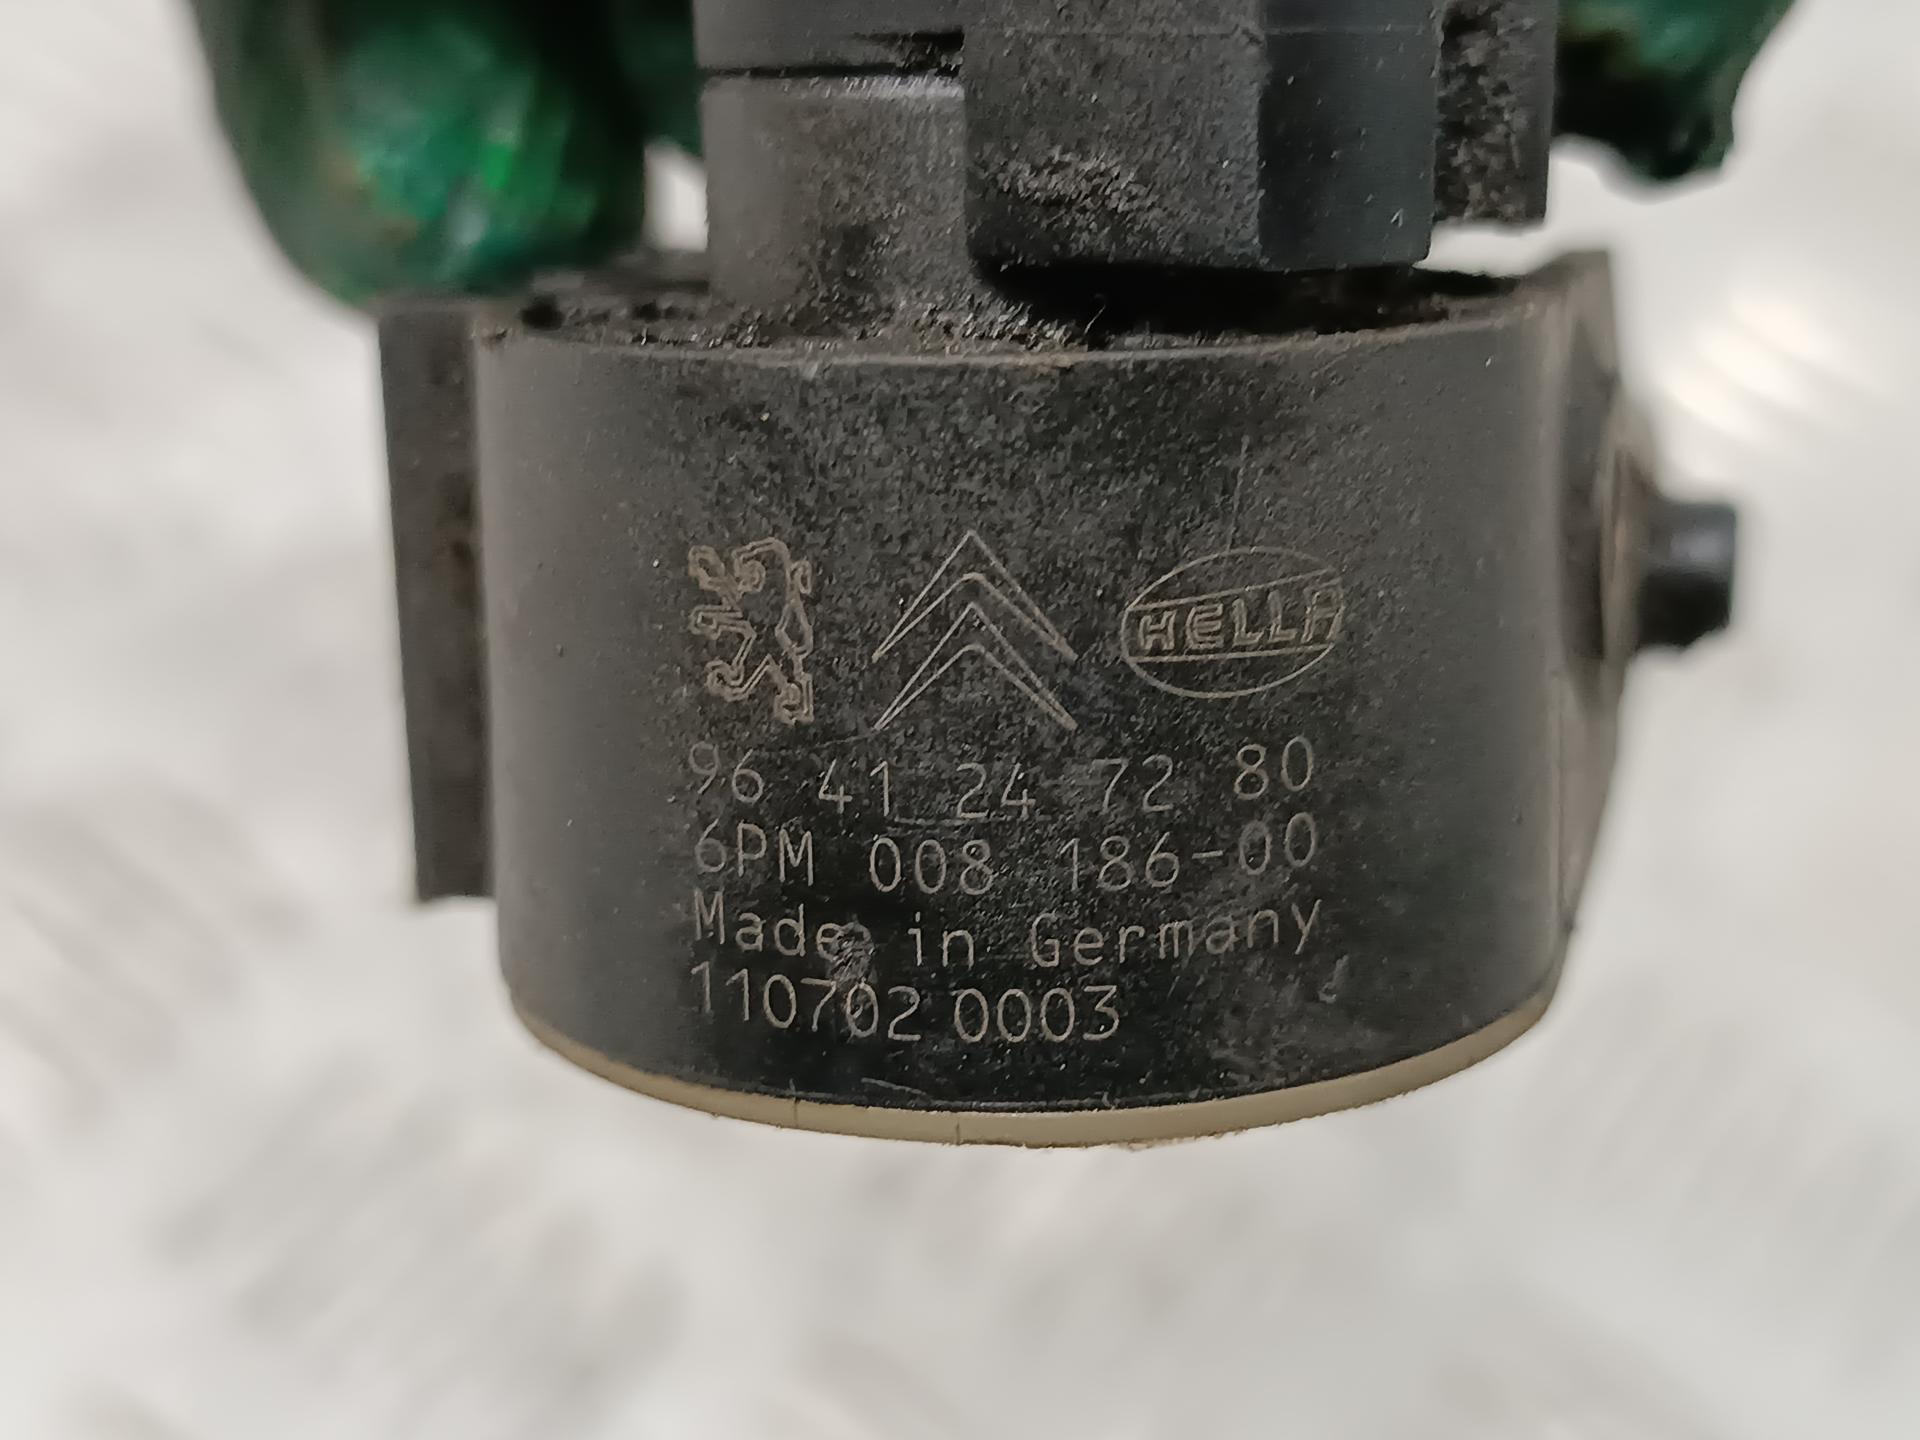 HELLA
96 41 24 72 80
6PM 008 186-00
Made in Germany
110702 0003